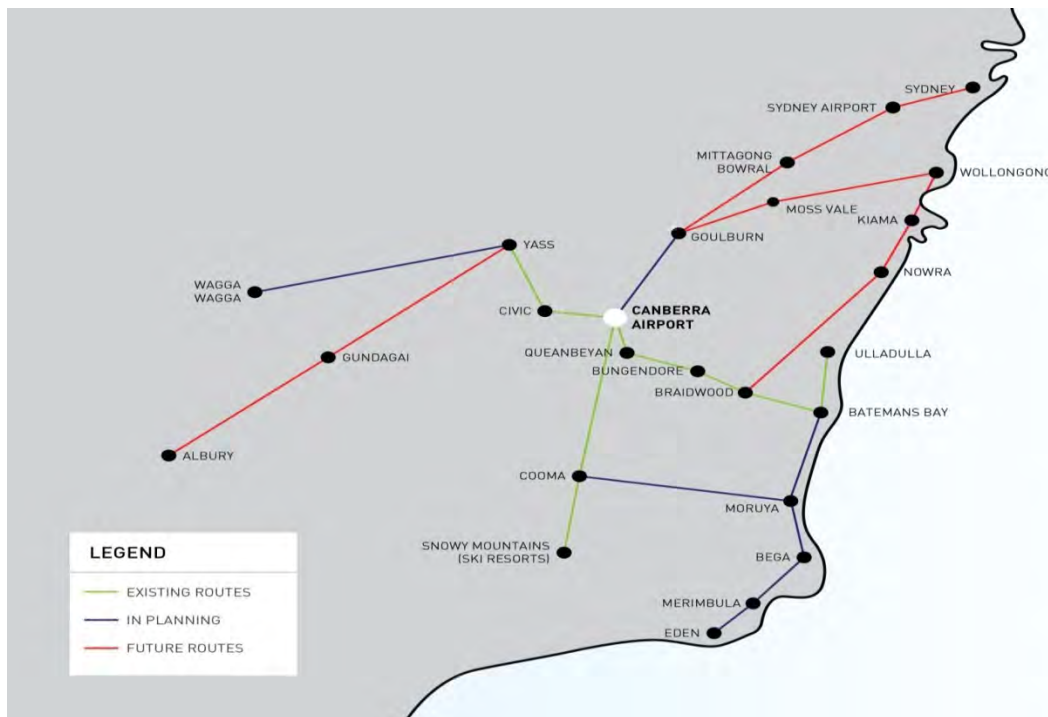 SYDNEY
SYDNEY AIRPORT
MITTAGONG
BOWRAL
WOLLONGONG
MOSS VALE
KIAMA
GOULBURN
YASS
NOWRA
WAGGA
WAGGA
CIVIC
CANBERRA
AIRPORT
QUEANBEYAN
ULLADULLA
GUNDAGAI
BUNGENDORE
BRAIDWOOD
BATEMANS BAY
ALBURY
COOMA
MORUYA
SNOWY MOUNTAINS
(SKI RESORTS)
BEGA
MERIMBULA
EDEN
LEGEND
EXISTING ROUTES
IN PLANNING
FUTURE ROUTES